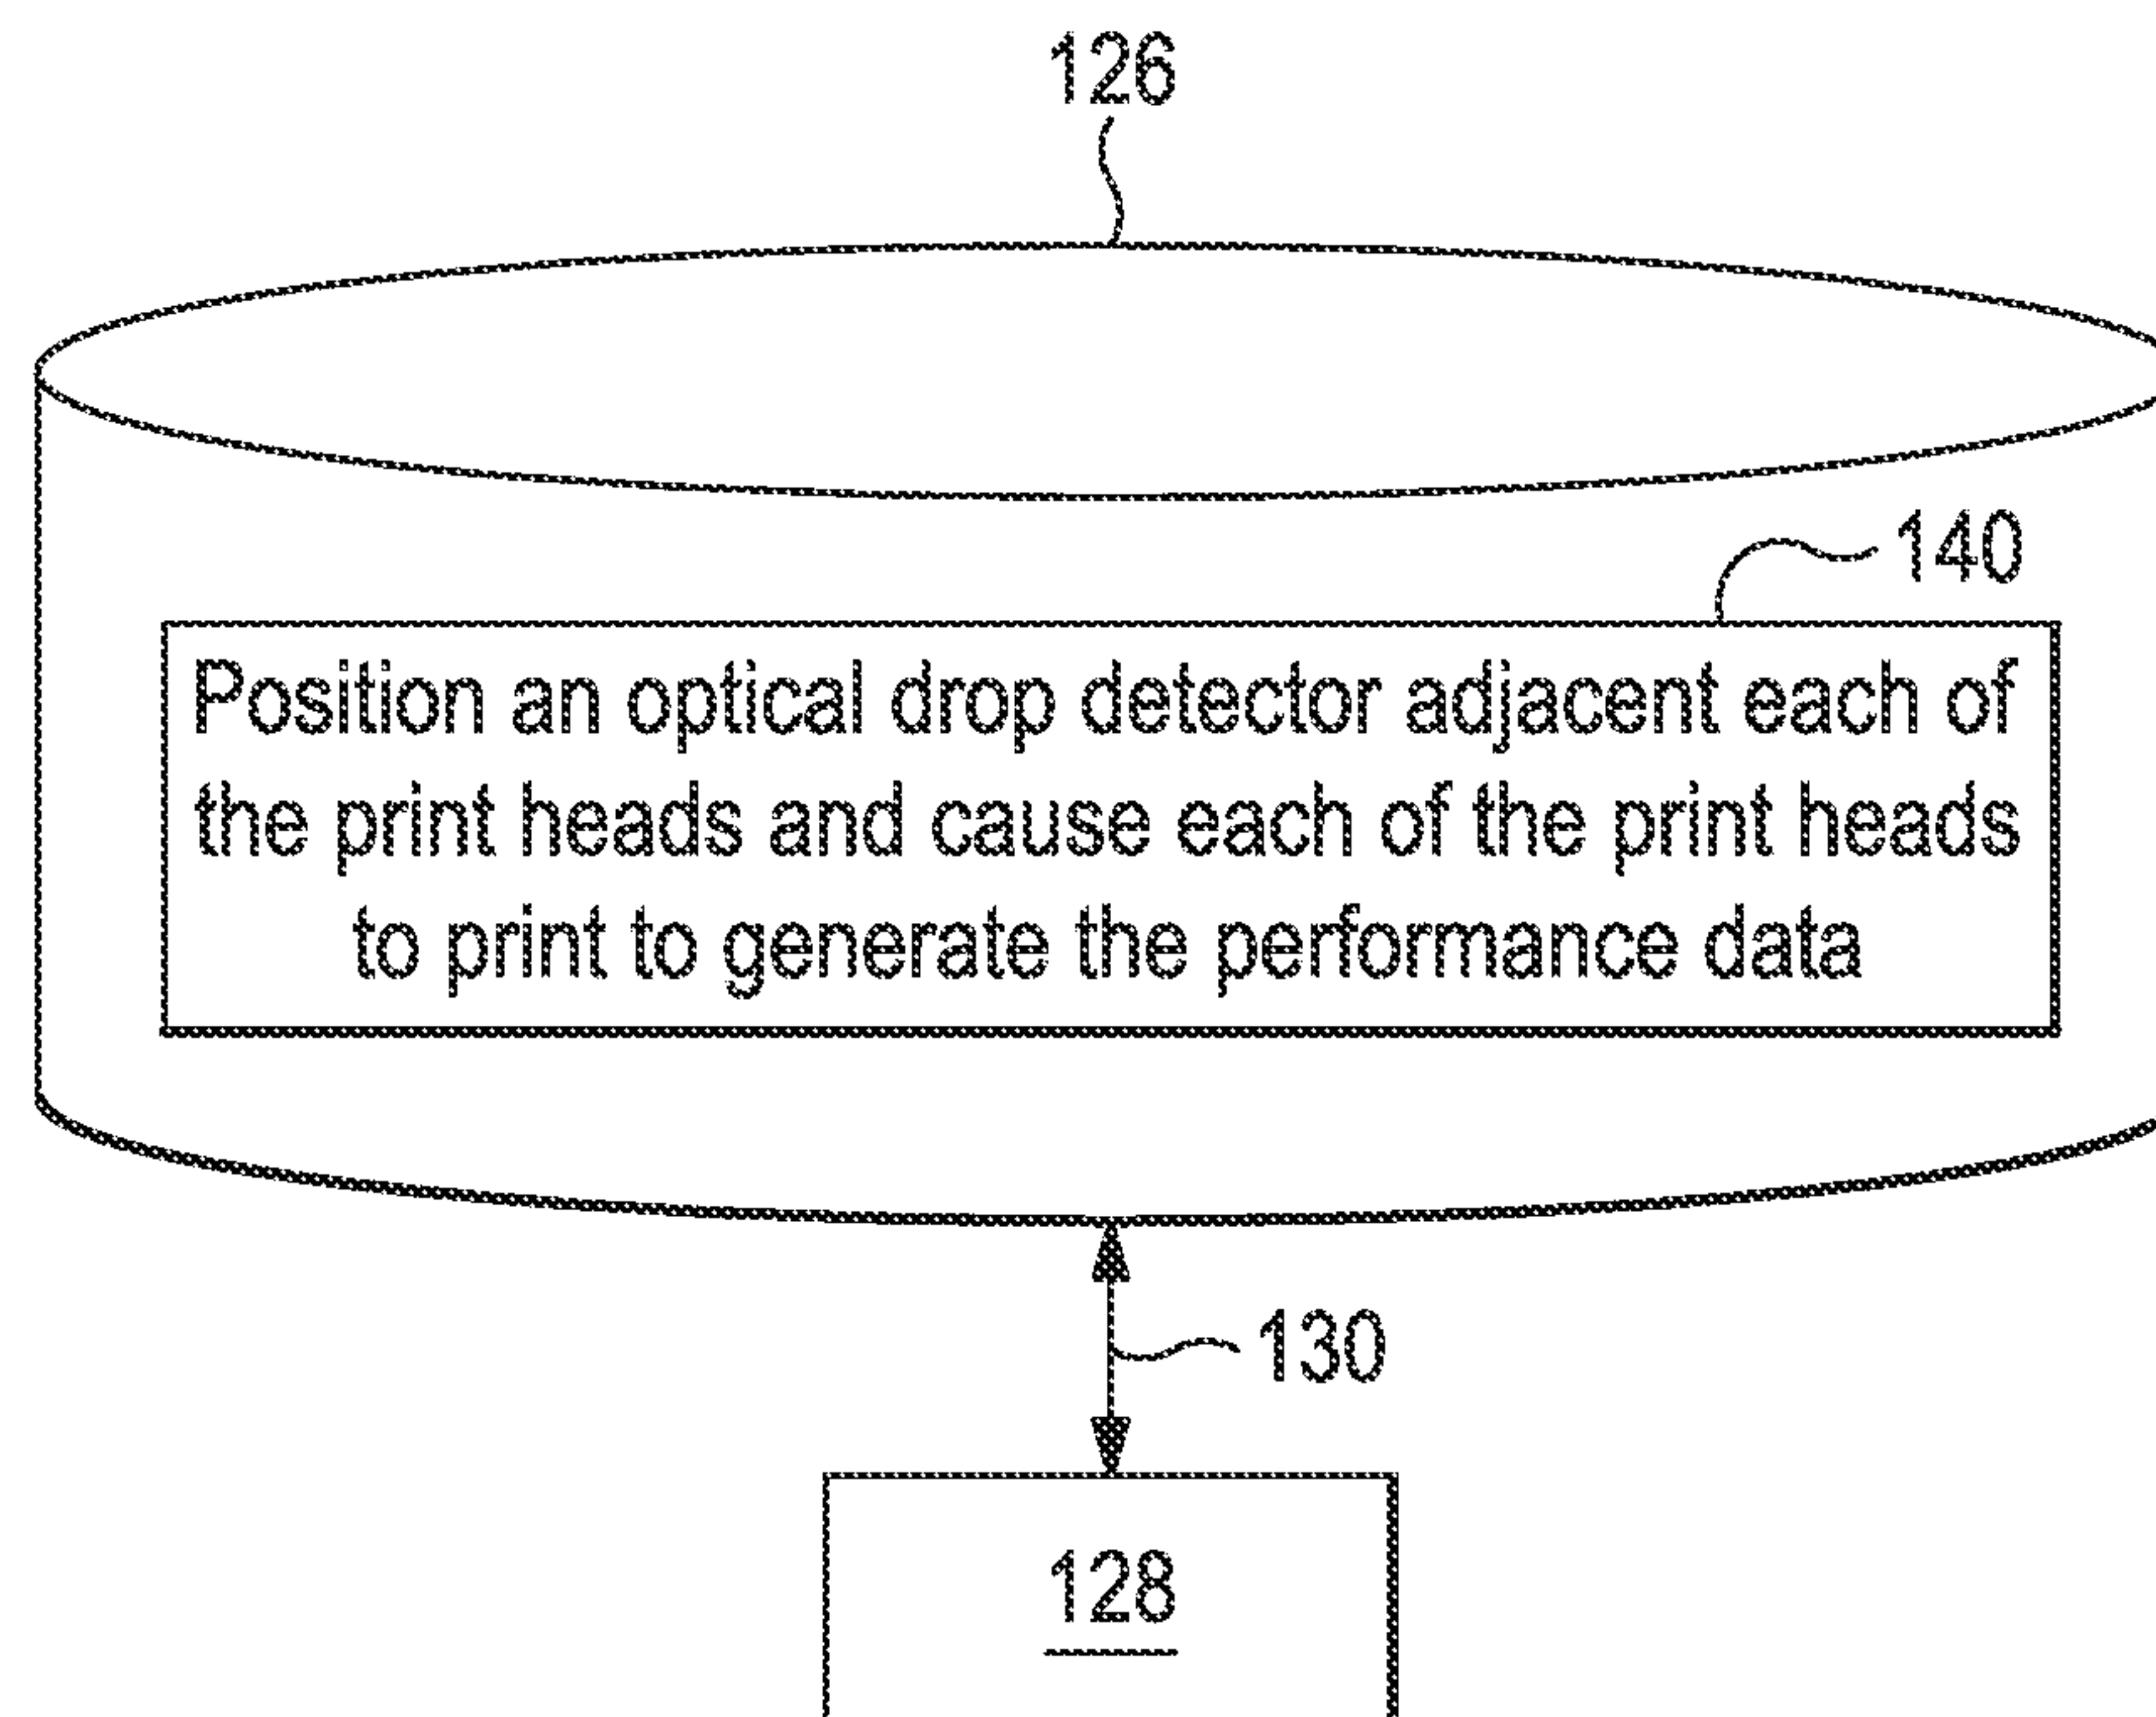 126
140
Position an optical drop detector adjacent each of
the print heads and cause each of the print heads
to print to generate the performance data
130
128